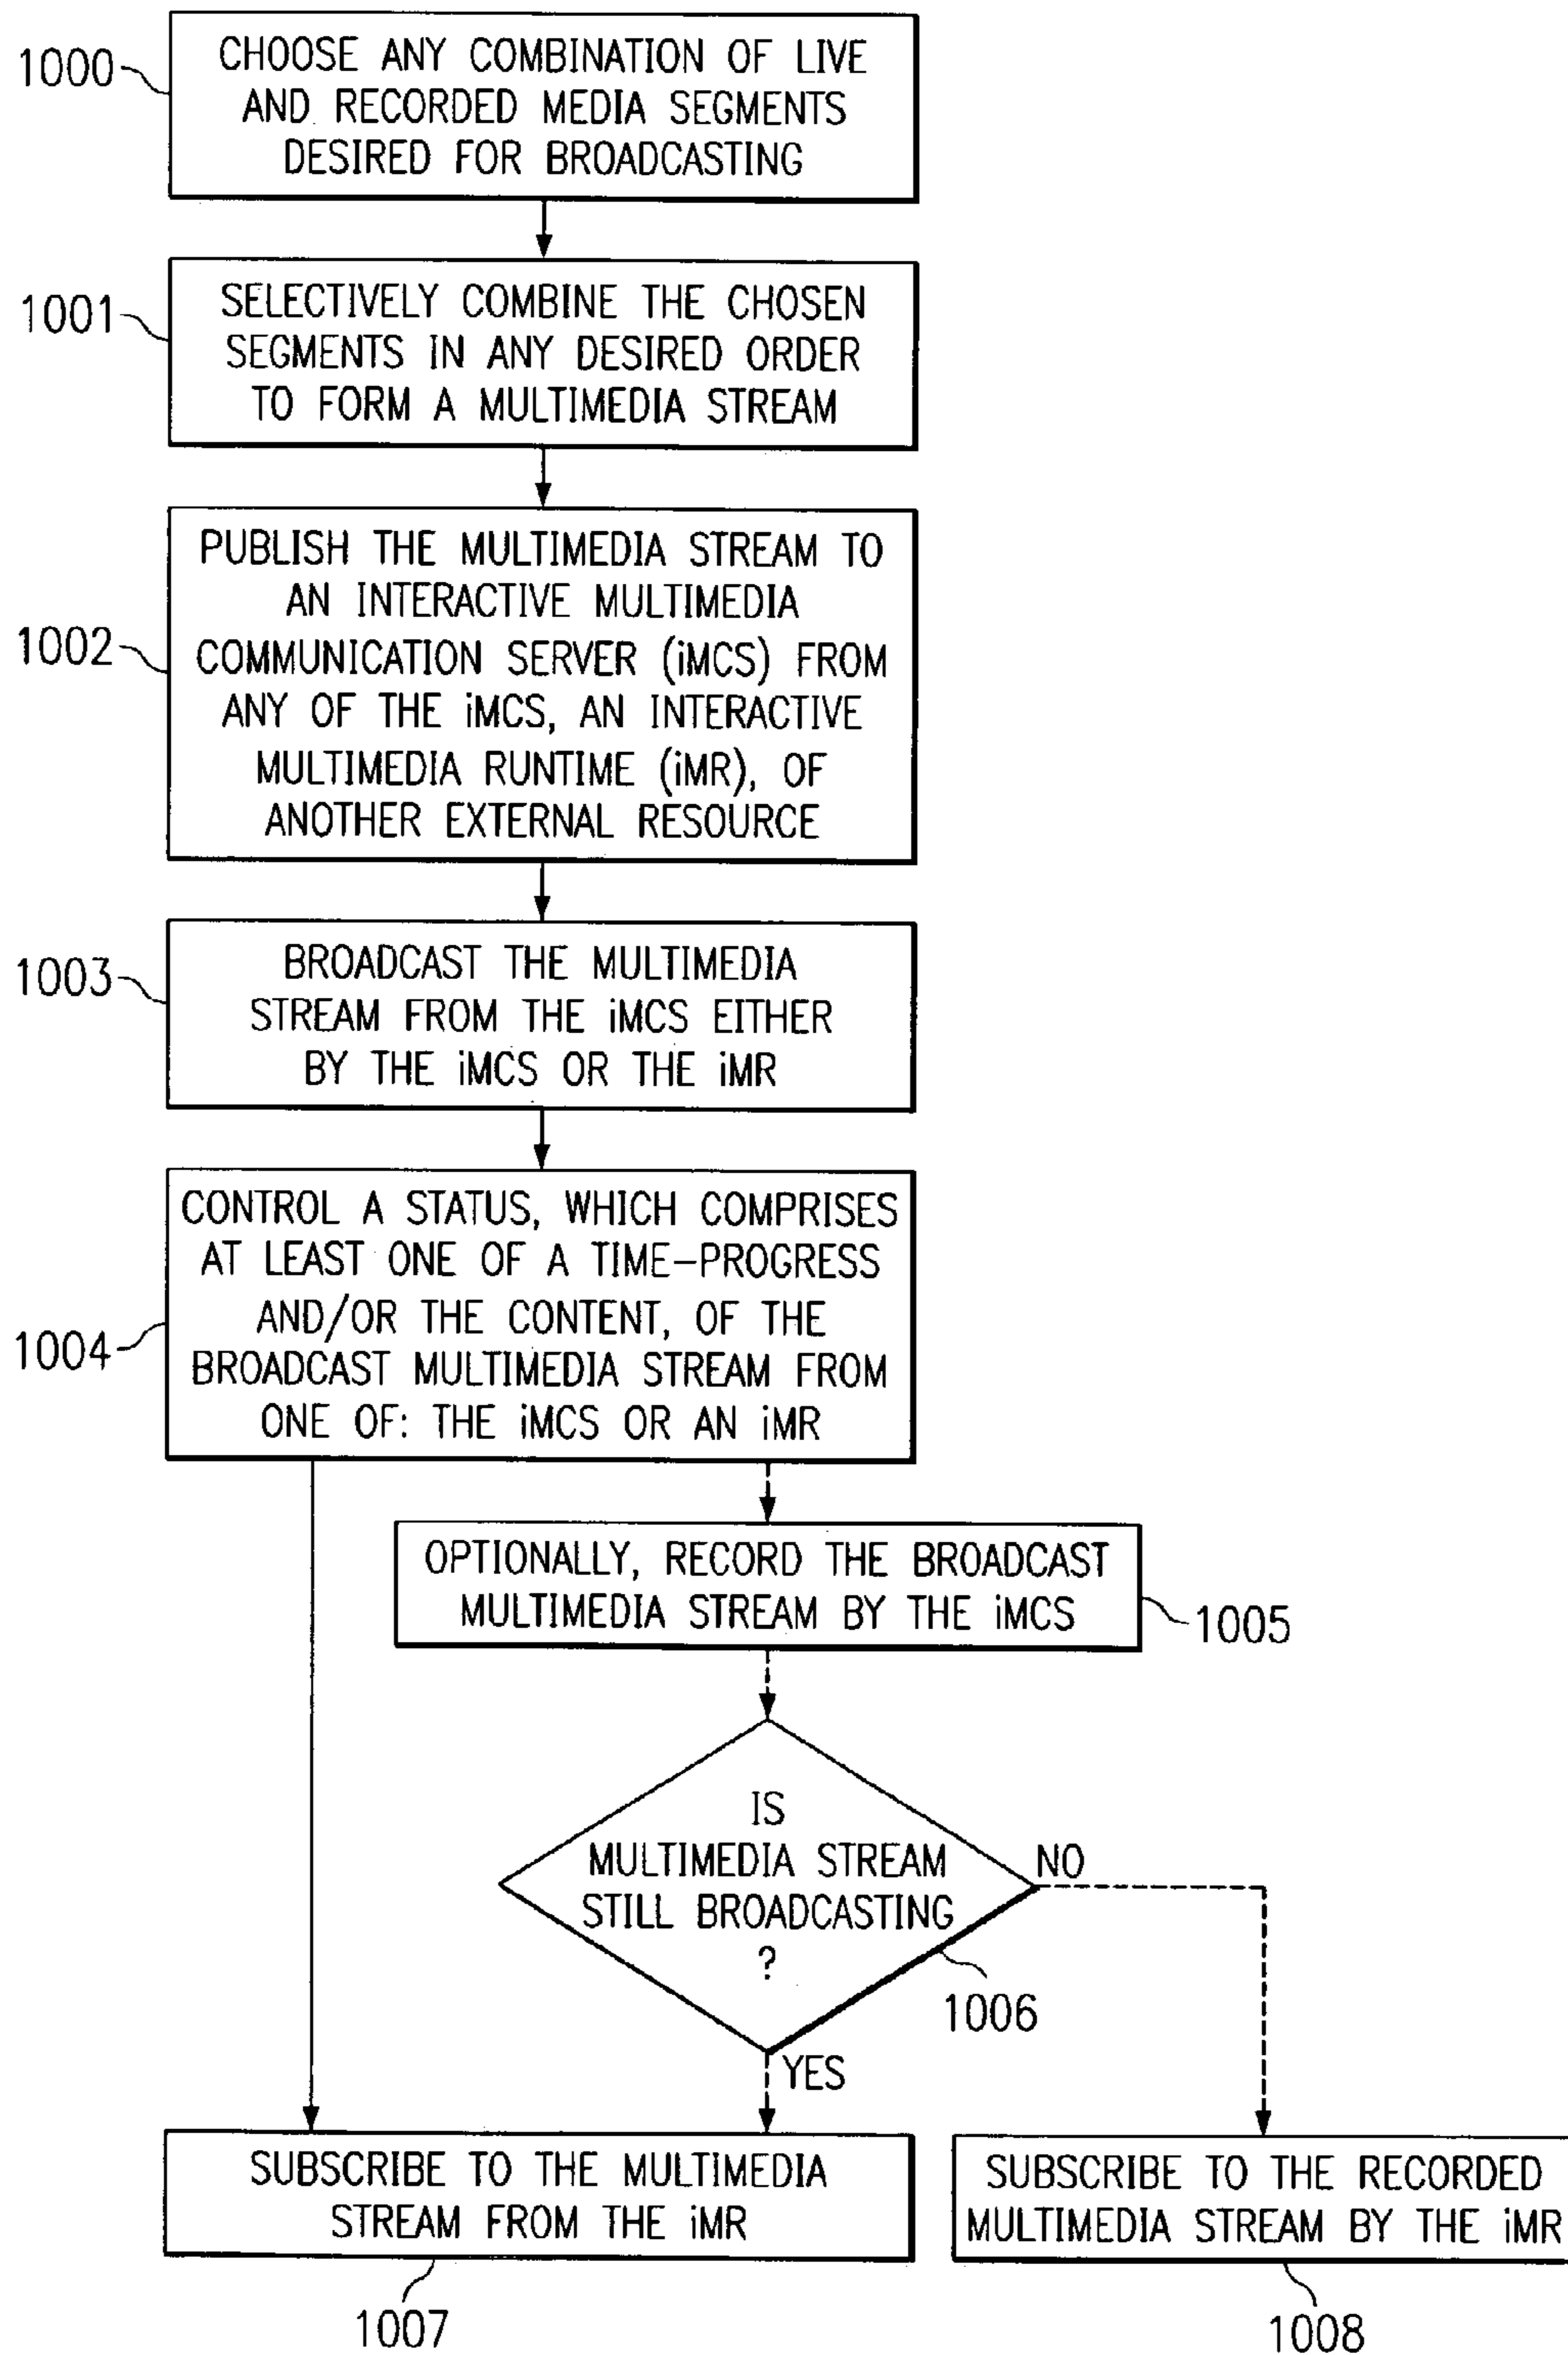 1000
CHOOSE ANY COMBINATION OF LIVE
AND RECORDED MEDIA SEGMENTS
DESIRED FOR BROADCASTING
1001
SELECTIVELY COMBINE THE CHOSEN
SEGMENTS IN ANY DESIRED ORDER
TO FORM A MULTIMEDIA STREAM
1002
PUBLISH THE MULTIMEDIA STREAM TO
AN INTERACTIVE MULTIMEDIA
COMMUNICATION SERVER (iMCS) FROM
ANY OF THE iMCS, AN INTERACTIVE
MULTIMEDIA RUNTIME (iMR), OF
ANOTHER EXTERNAL RESOURCE
1003
BROADCAST THE MULTIMEDIA
STREAM FROM THE iMCS EITHER
BY THE iMCS OR THE iMR
1004
CONTROL A STATUS, WHICH COMPRISES
AT LEAST ONE OF A TIME-PROGRESS
AND/OR THE CONTENT, OF THE
BROADCAST MULTIMEDIA STREAM FROM
ONE OF: THE iMCS OR AN iMR
OPTIONALLY, RECORD THE BROADCAST
MULTIMEDIA STREAM BY THE iMCS
1005
IS
MULTIMEDIA STREAM
STILL BROADCASTING
?
NO
1006
YES
SUBSCRIBE TO THE MULTIMEDIA
STREAM FROM THE iMR
1007
SUBSCRIBE TO THE RECORDED
MULTIMEDIA STREAM BY THE iMR
1008